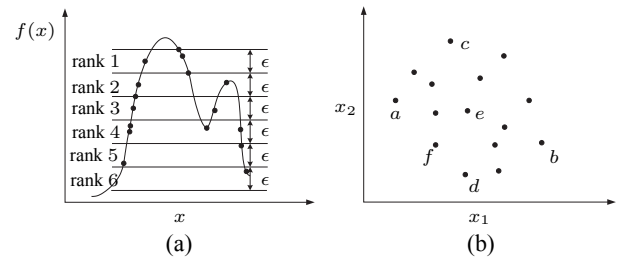 f(x)
rank 1 ϵ
rank 2 ϵ
rank 3 ϵ
rank 4 ϵ
rank 5 ϵ
rank 6 ϵ
x
(a)
c
x₂
a
e
f
b
d
x₁
(b)